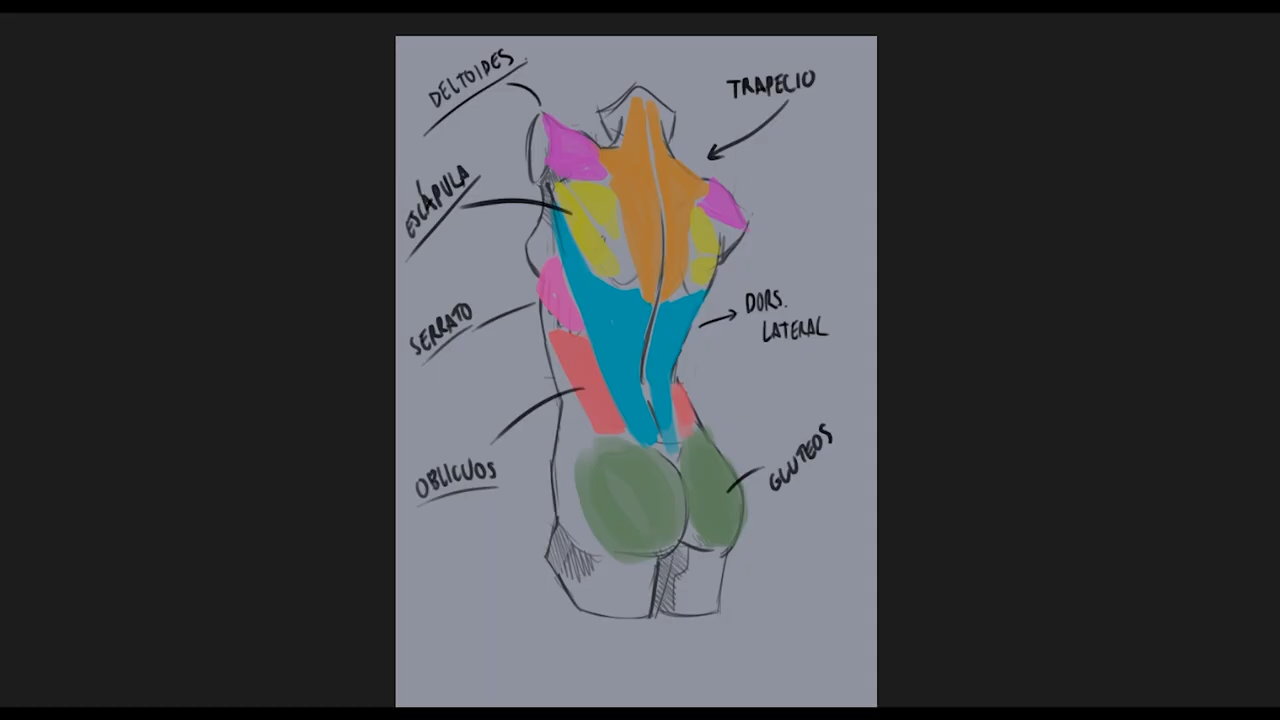 DELTOIDES
TRAPECIO
ESCÁPULA
SERRATO
DORS.
LATERAL
OBLICUOS
GLUTEOS